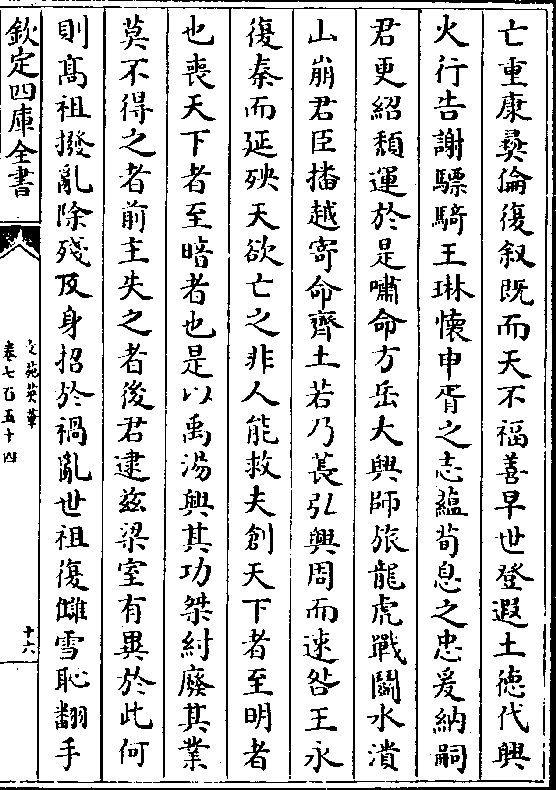 亡重康彛倫復叙既而天不福善早世登遐土徳代興
火行告謝驃騎王琳懷申胥之志蘊荀息之忠爰納嗣
君更紹頽運於是嘯命方岳大興師旅龍虎戰鬭水潰
山崩君臣播越寄命齊土若乃萇弘興周而速咎王永
復秦而延殃天欲亡之非人能救夫創天下者至明者
也喪天下者至暗者也是以禹湯興其功桀紂廢其業
莫不得之者前主失之者後君逮兹梁室有異於此何
則髙祖撥亂除殘及身招於禍亂世祖復讎雪恥翻手
欽定四庫全書
文苑英華
卷七百五十四
十六